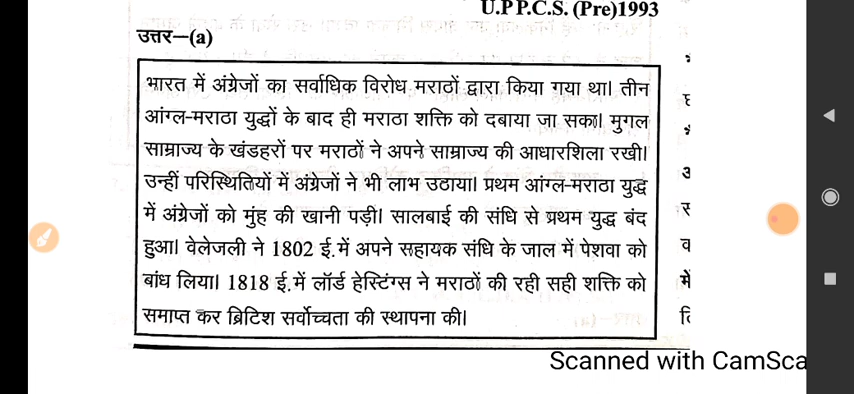 U.P P.C.S. (Pre)1993
उत्तर–(a)
भारत में अंग्रेजों का सर्वाधिक विरोध मराठों द्वारा किया गया था। तीन
आंग्ल-मराठा युद्धों के बाद ही मराठा शक्ति को दबाया जा सका। मुगल
साम्राज्य के खंडहरों पर मराठों ने अपने साम्राज्य की आधारशिला रखी।
उन्हीं परिस्थितियों में अंग्रेजों ने भी लाभ उठाया। प्रथम आंग्ल-मराठा युद्ध
में अंग्रेजों को मुंह की खानी पड़ी। सालबाई की संधि से प्रथम युद्ध बंद
हुआ। वेलेजली ने 1802 ई.में अपने सहायक संधि के जाल में पेशवा को
बांध लिया। 1818 ई.में लॉर्ड हेस्टिंग्स ने मराठों की रही सही शक्ति को
समाप्त कर ब्रिटिश सर्वोच्चता की स्थापना की।
Scanned with CamSca